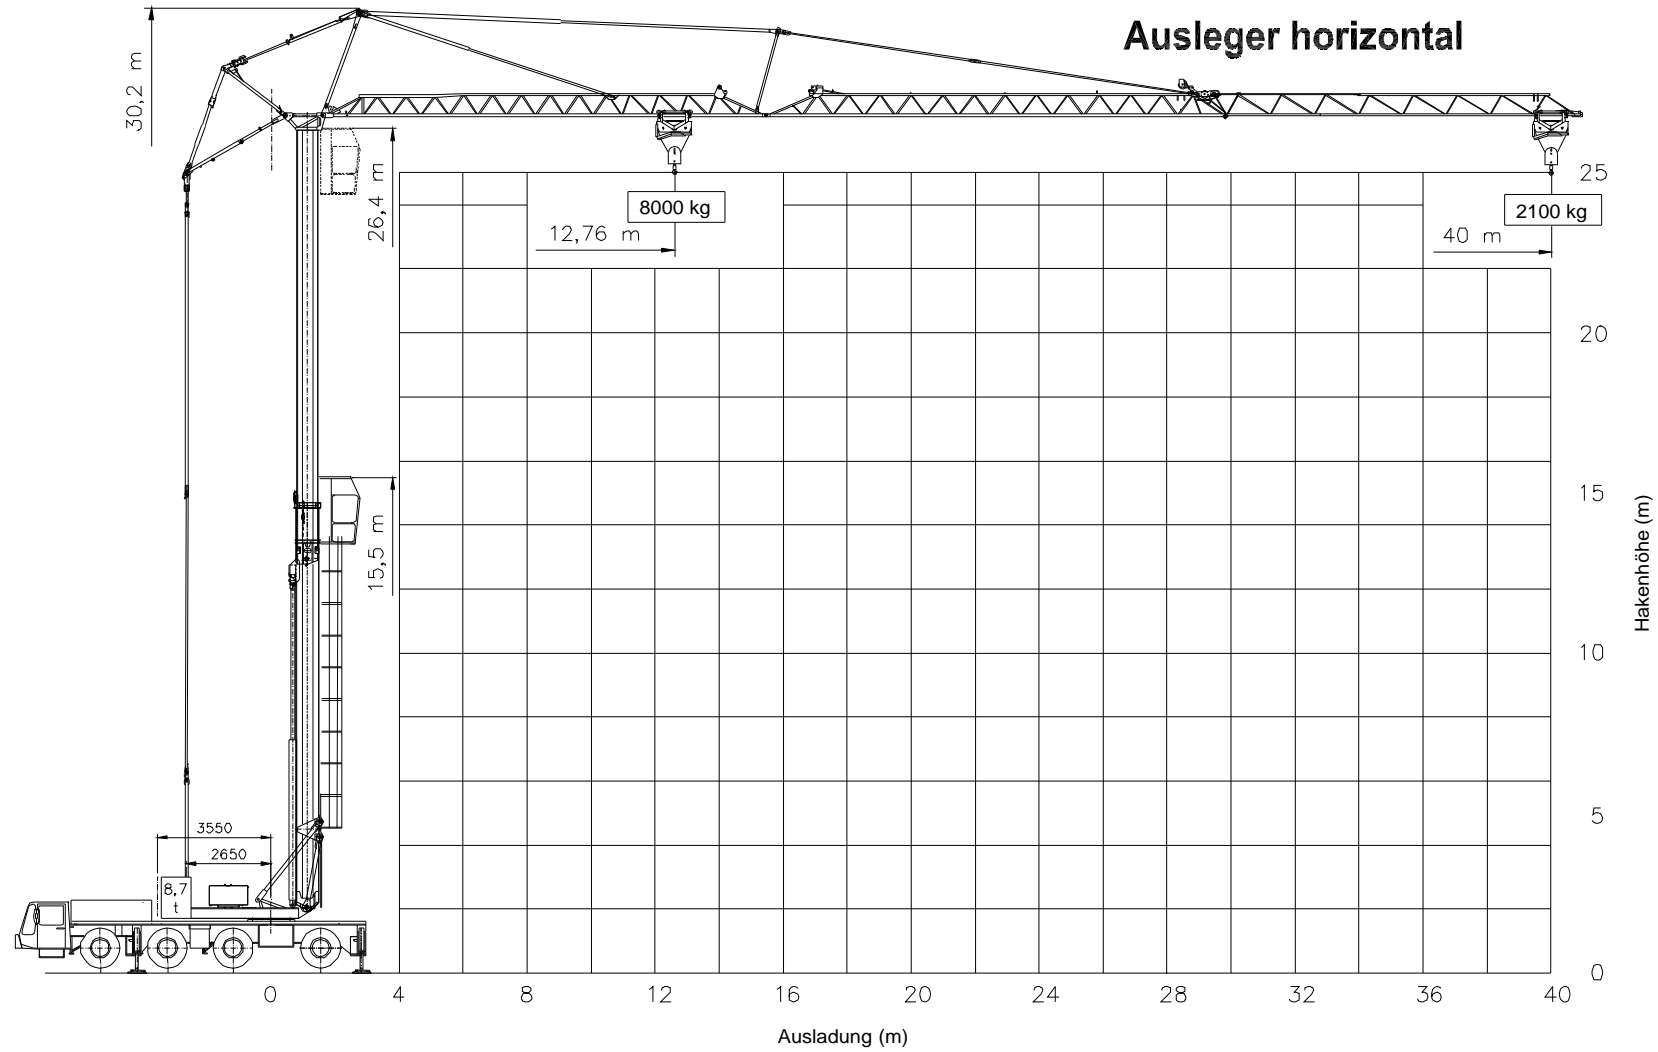 Ausleger horizontal
30,2 m
26,4 m
25
8000 kg
2100 kg
12,76 m
40 m
20
15
15,5 m
Hakenhöhe (m)
10
5
3550
2650
8,7
t
0
0
4
8
12
16
20
24
28
32
36
40
Ausladung (m)